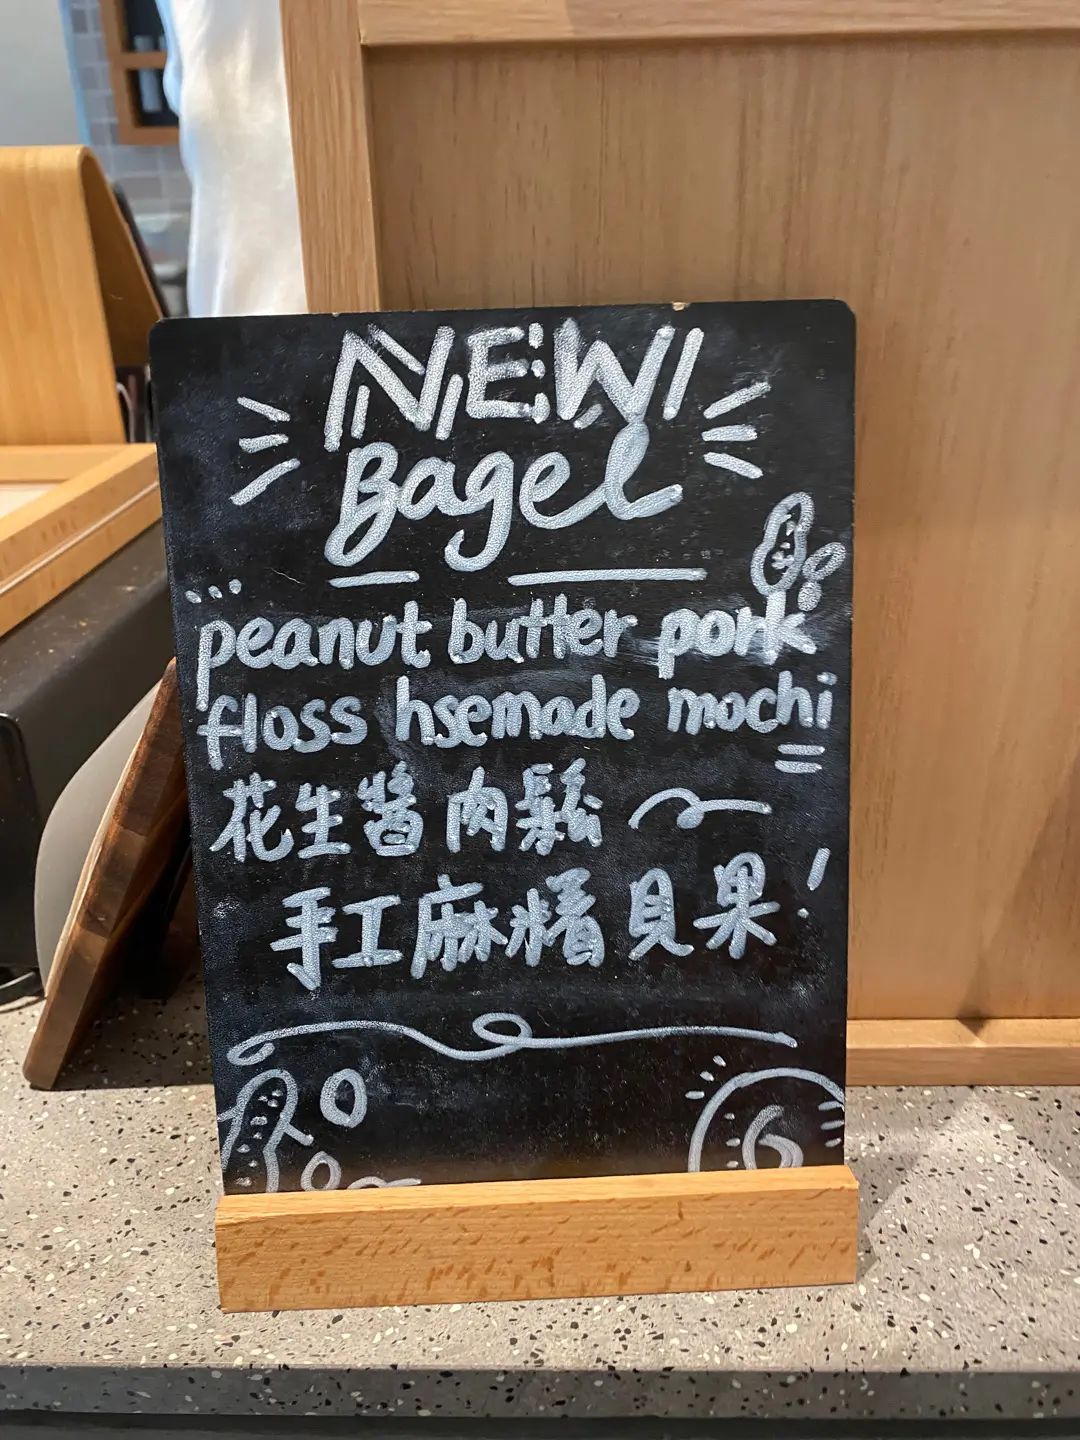 NEW
Bagel
peanut butter pork
floss hsemade mochi
花生醬肉鬆
手工麻糬貝果!